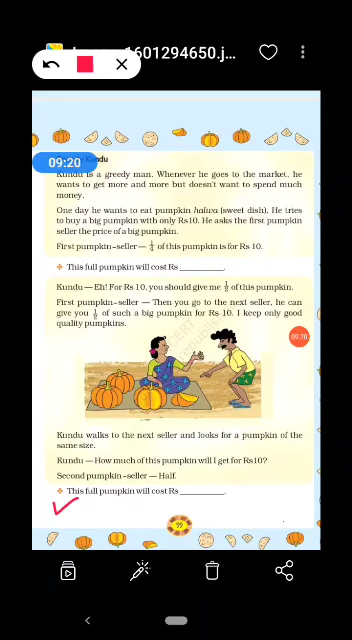 1601294650.j...
09:20
Kundu
Kundu is a greedy man. Whenever he goes to the market, he
wants to get more and more but doesn't want to spend much
money.
One day he wants to eat pumpkin halwa (sweet dish). He tries
to buy a big pumpkin with only Rs10. He asks the first pumpkin
seller the price of a big pumpkin.
First pumpkin-seller — 1/4 of this pumpkin is for Rs 10.
❖ This full pumpkin will cost Rs __________.
Kundu — Eh! For Rs 10, you should give me 1/2 of this pumpkin.
First pumpkin-seller — Then you go to the next seller, he can
give you 1/2 of such a big pumpkin for Rs 10. I keep only good
quality pumpkins.
09:20
Kundu walks to the next seller and looks for a pumpkin of the
same size.
Kundu — How much of this pumpkin will I get for Rs10?
Second pumpkin-seller — Half.
❖ This full pumpkin will cost Rs __________.
99